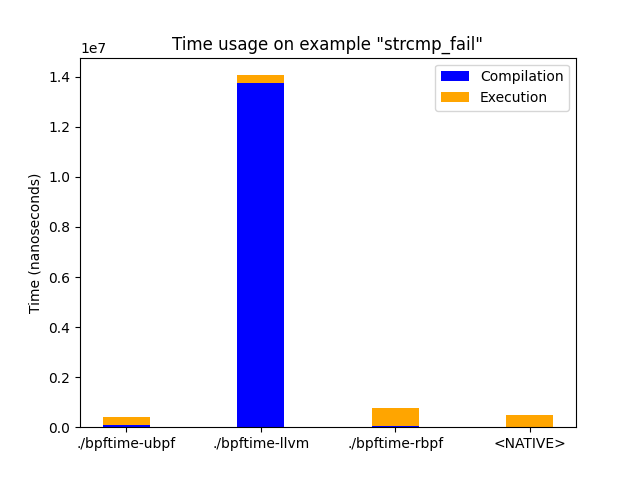 Time usage on example "strcmp_fail"
1e7
Compilation
Execution
Time (nanoseconds)
1.4
1.2
1.0
0.8
0.6
0.4
0.2
0.0
./bpftime-ubpf
./bpftime-llvm
./bpftime-rbpf
<NATIVE>